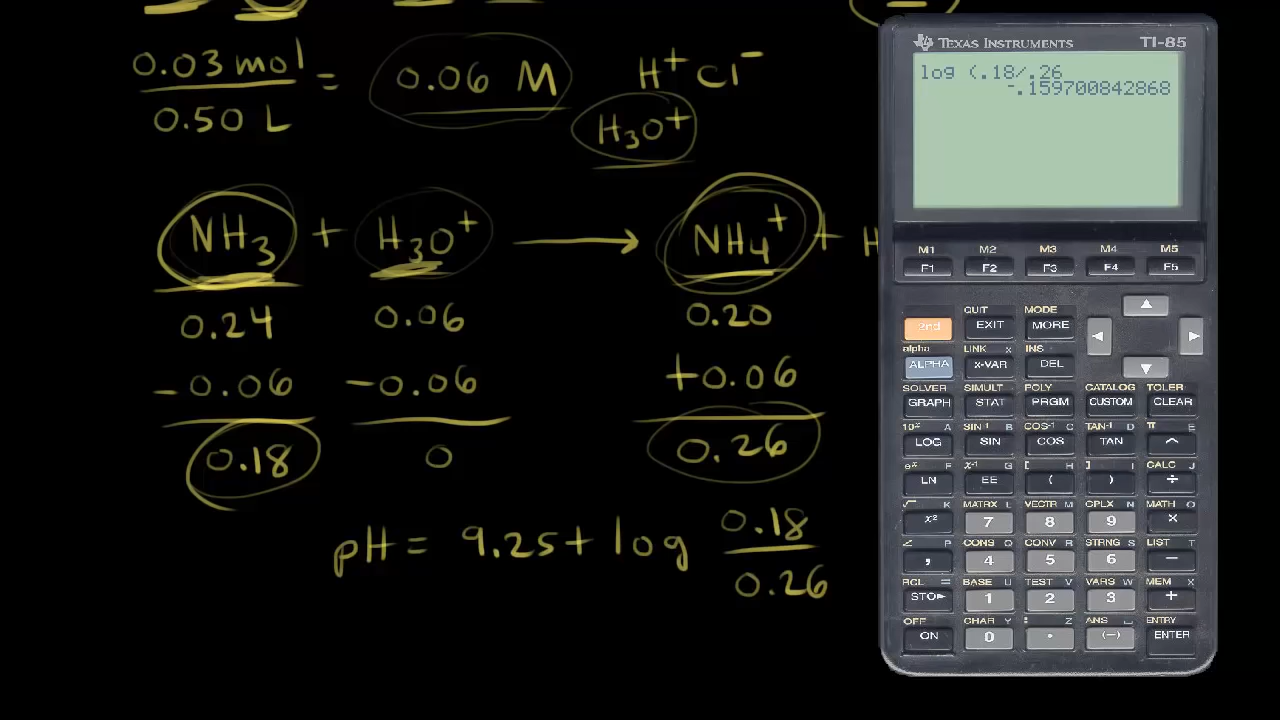 0.03 mol
0.50 L
= 0.06 M
H⁺ Cl⁻
H₃O⁺
NH₃ + H₃O⁺ → NH₄⁺ + H
0.24 0.06 0.20
-0.06 -0.06 +0.06
0.18 0 0.26
pH = 9.25 + log 0.18
0.26
TEXAS INSTRUMENTS TI-85
log (.18/.26
-.159700842868
M1 M2 M3 M4 M5
F1 F2 F3 F4 F5
QUIT MODE
2nd EXIT MORE
alpha LINK x INS
ALPHA x-VAR DEL
SOLVER SIMULT POLY CATALOG TOLER
GRAPH STAT PRGM CUSTOM CLEAR
10ˣ A SIN⁻¹ B COS⁻¹ C TAN⁻¹ D π E
LOG SIN COS TAN ^
eˣ F x⁻¹ G [ H ] I CALC J
LN EE ( ) ÷
√ K MATRX L VECTR M CPLX N MATH O
x² 7 8 9 ×
∠ P CONS Q CONV R STRNG S LIST T
, 4 5 6 −
RCL = BASE U TEST V VARS W MEM X
STO▸ 1 2 3 +
OFF CHAR Y : Z ANS ␣ ENTRY
ON 0 . (−) ENTER